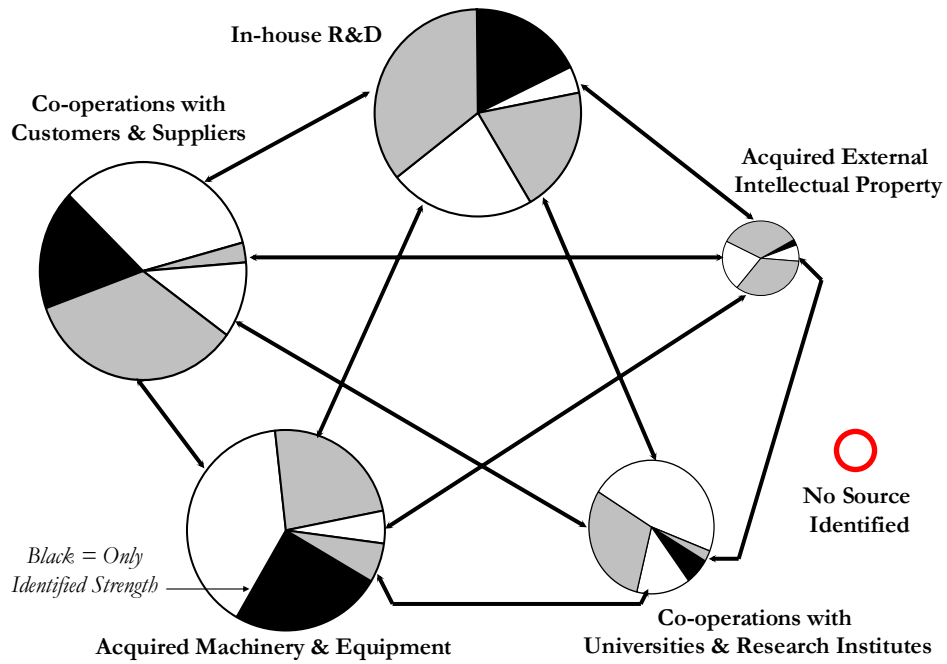 In-house R&D
Co-operations with
Customers & Suppliers
Acquired External
Intellectual Property
No Source
Identified
Black = Only
Identified Strength
Acquired Machinery & Equipment
Co-operations with
Universities & Research Institutes